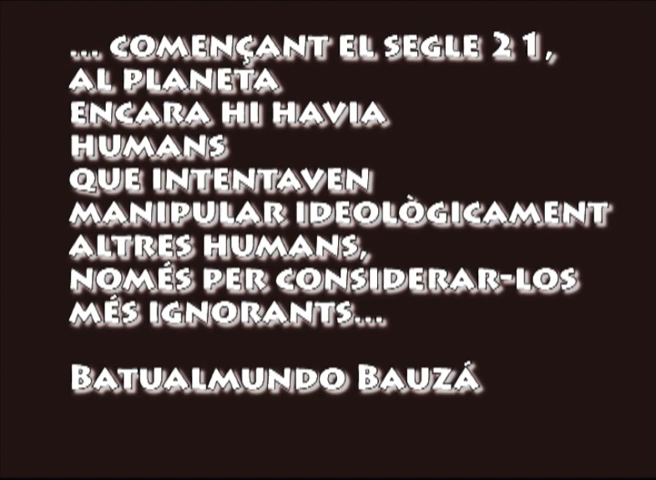 ... COMENÇANT EL SEGLE 21,
AL PLANETA
ENCARA HI HAVIA
HUMANS
QUE INTENTAVEN
MANIPULAR IDEOLÒGICAMENT
ALTRES HUMANS,
NOMÉS PER CONSIDERAR-LOS
MÉS IGNORANTS...
BATUALMUNDO BAUZÁ